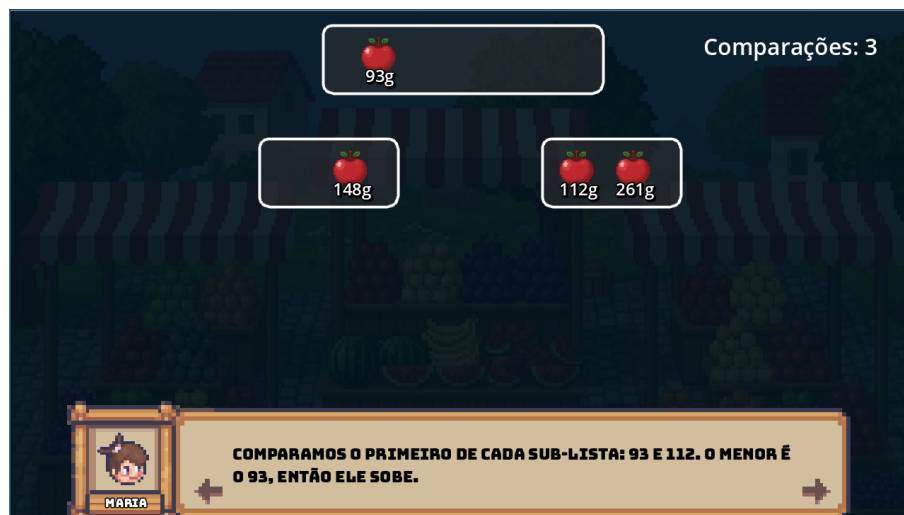 Comparações: 3
93g
148g
112g 261g
COMPARAMOS O PRIMEIRO DE CADA SUB-LISTA: 93 E 112. O MENOR É
O 93, ENTÃO ELE SOBE.
MARIA